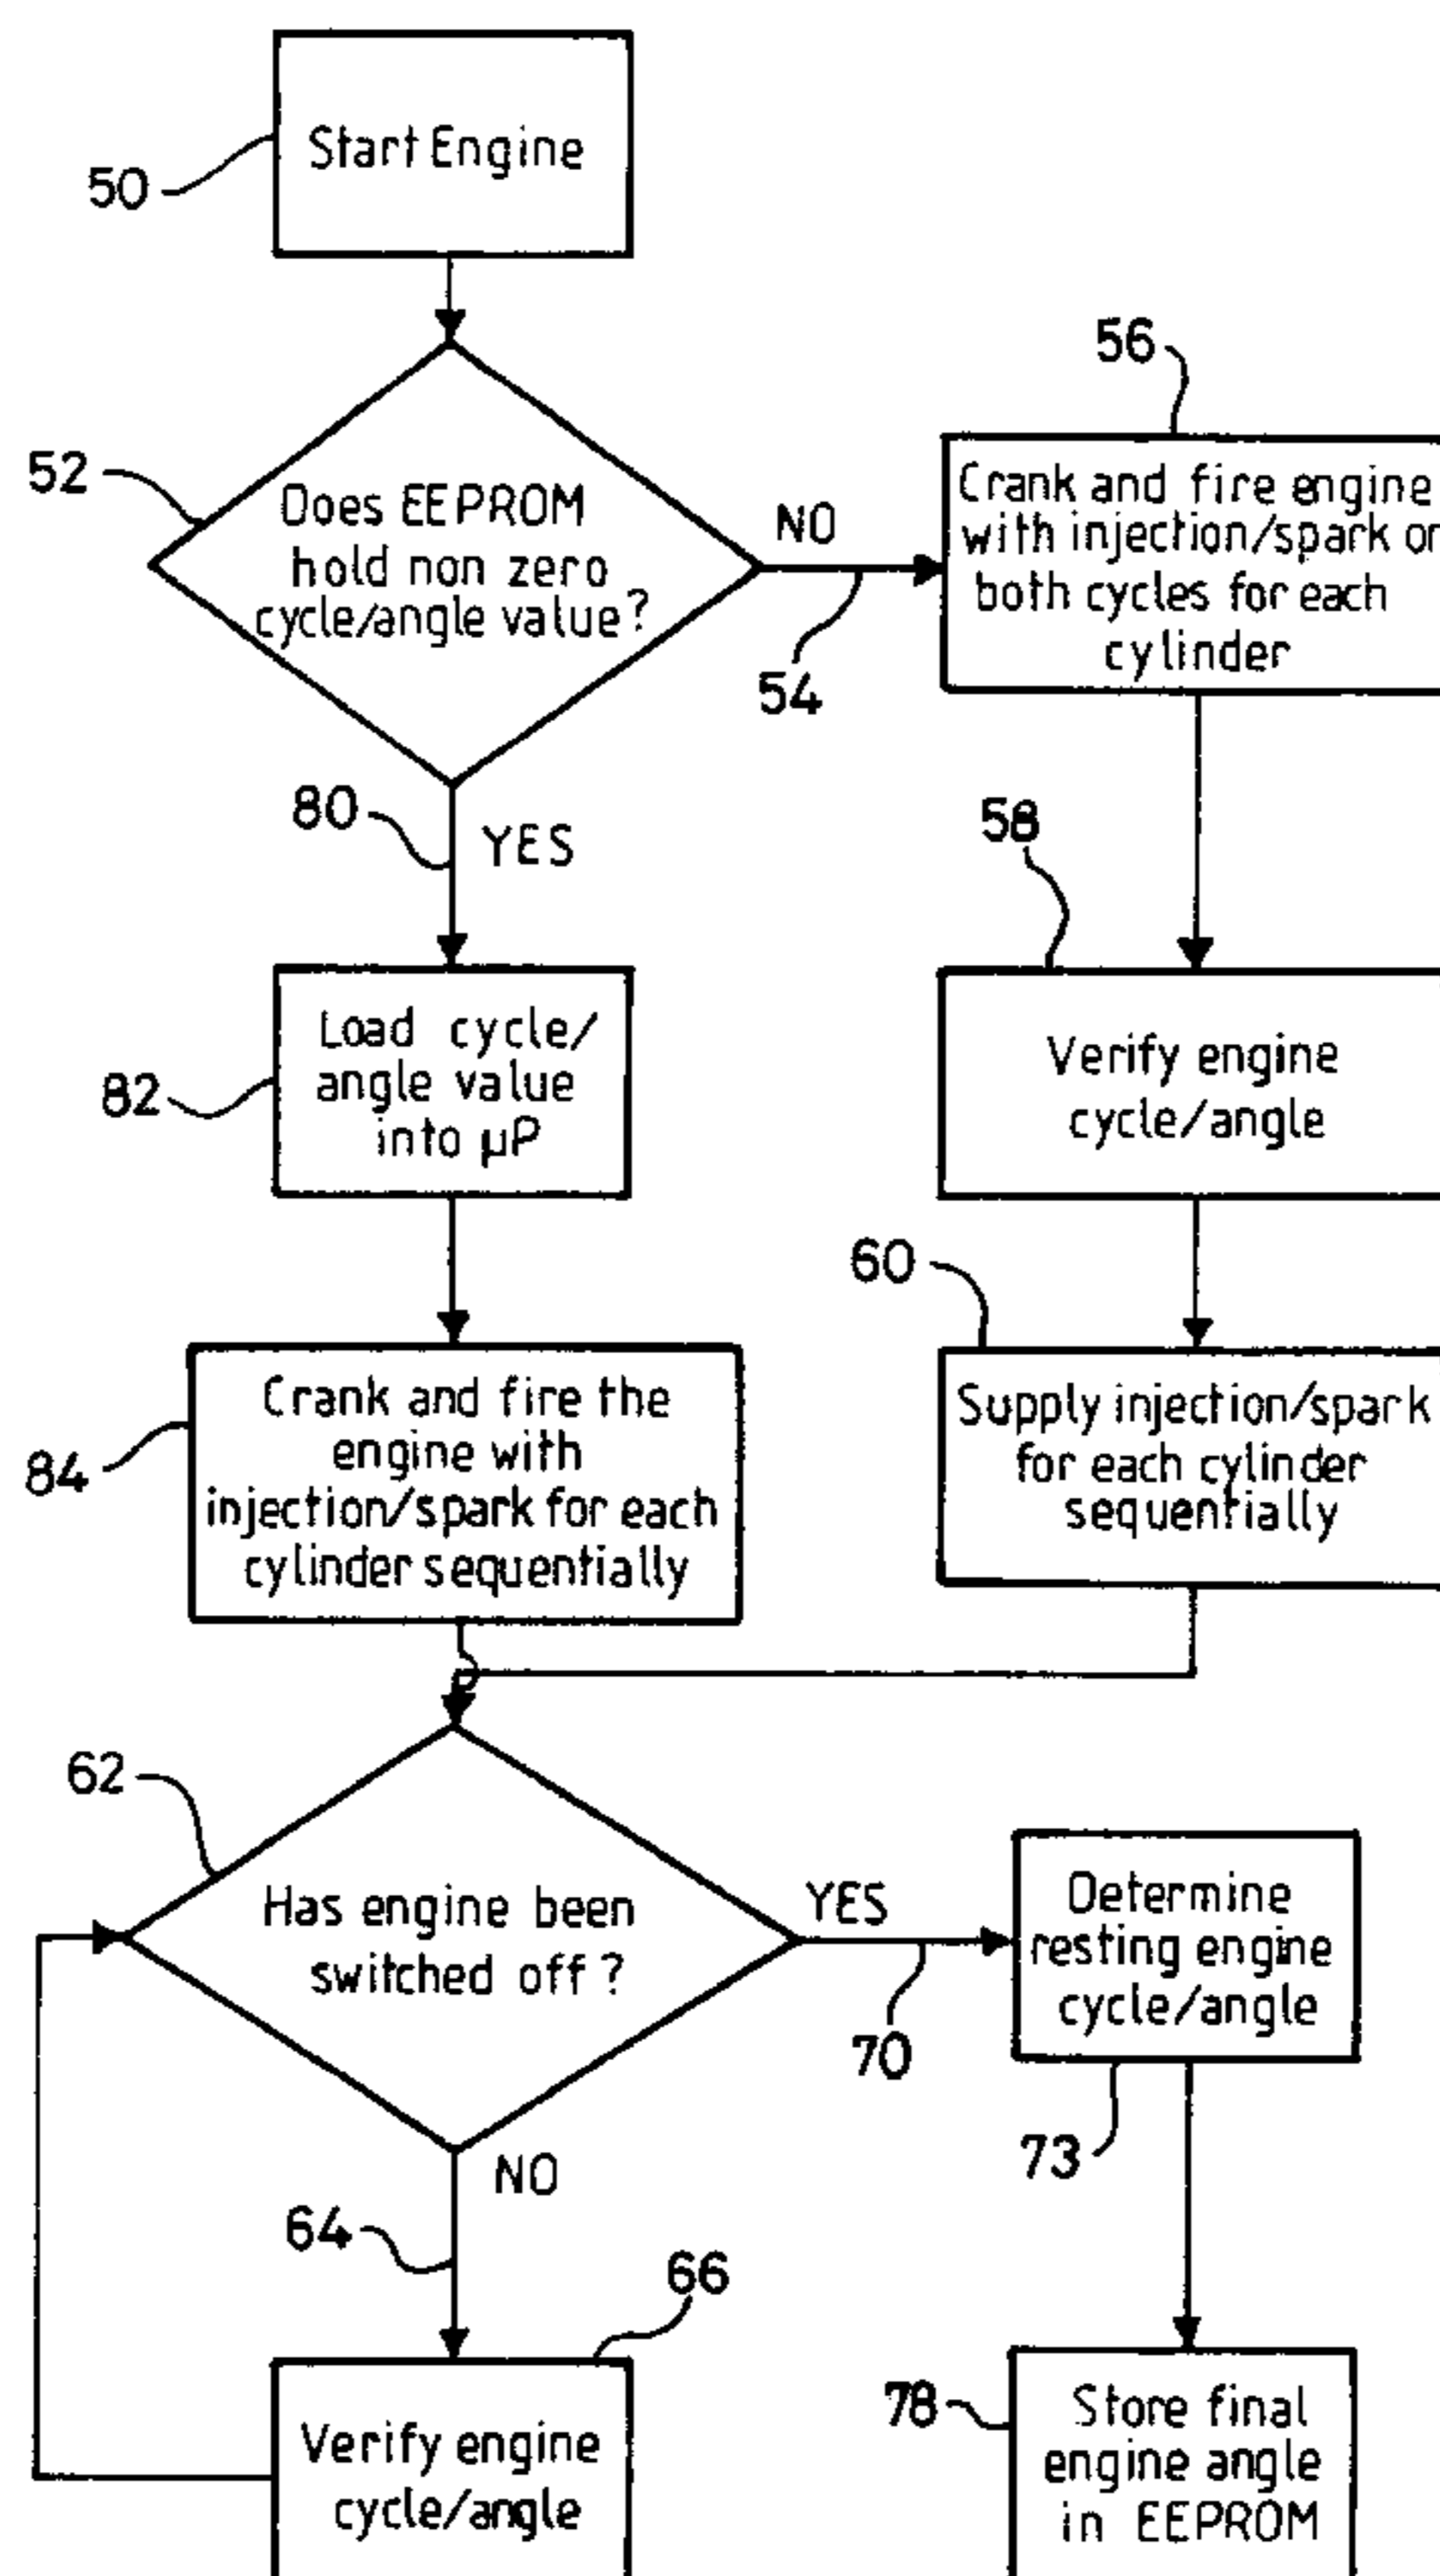 Start Engine
50
56
52
Does EEPROM
hold non zero
cycle/angle value?
NO
54
Crank and fire engine
with injection/spark on
both cycles for each
cylinder
80
YES
58
82
Load cycle/
angle value
into µP
Verify engine
cycle/angle
60
84
Crank and fire the
engine with
injection/spark for each
cylinder sequentially
Supply injection/spark
for each cylinder
sequentially
62
Has engine been
switched off?
YES
70
Determine
resting engine
cycle/angle
73
NO
64
66
Verify engine
cycle/angle
78
Store final
engine angle
in EEPROM